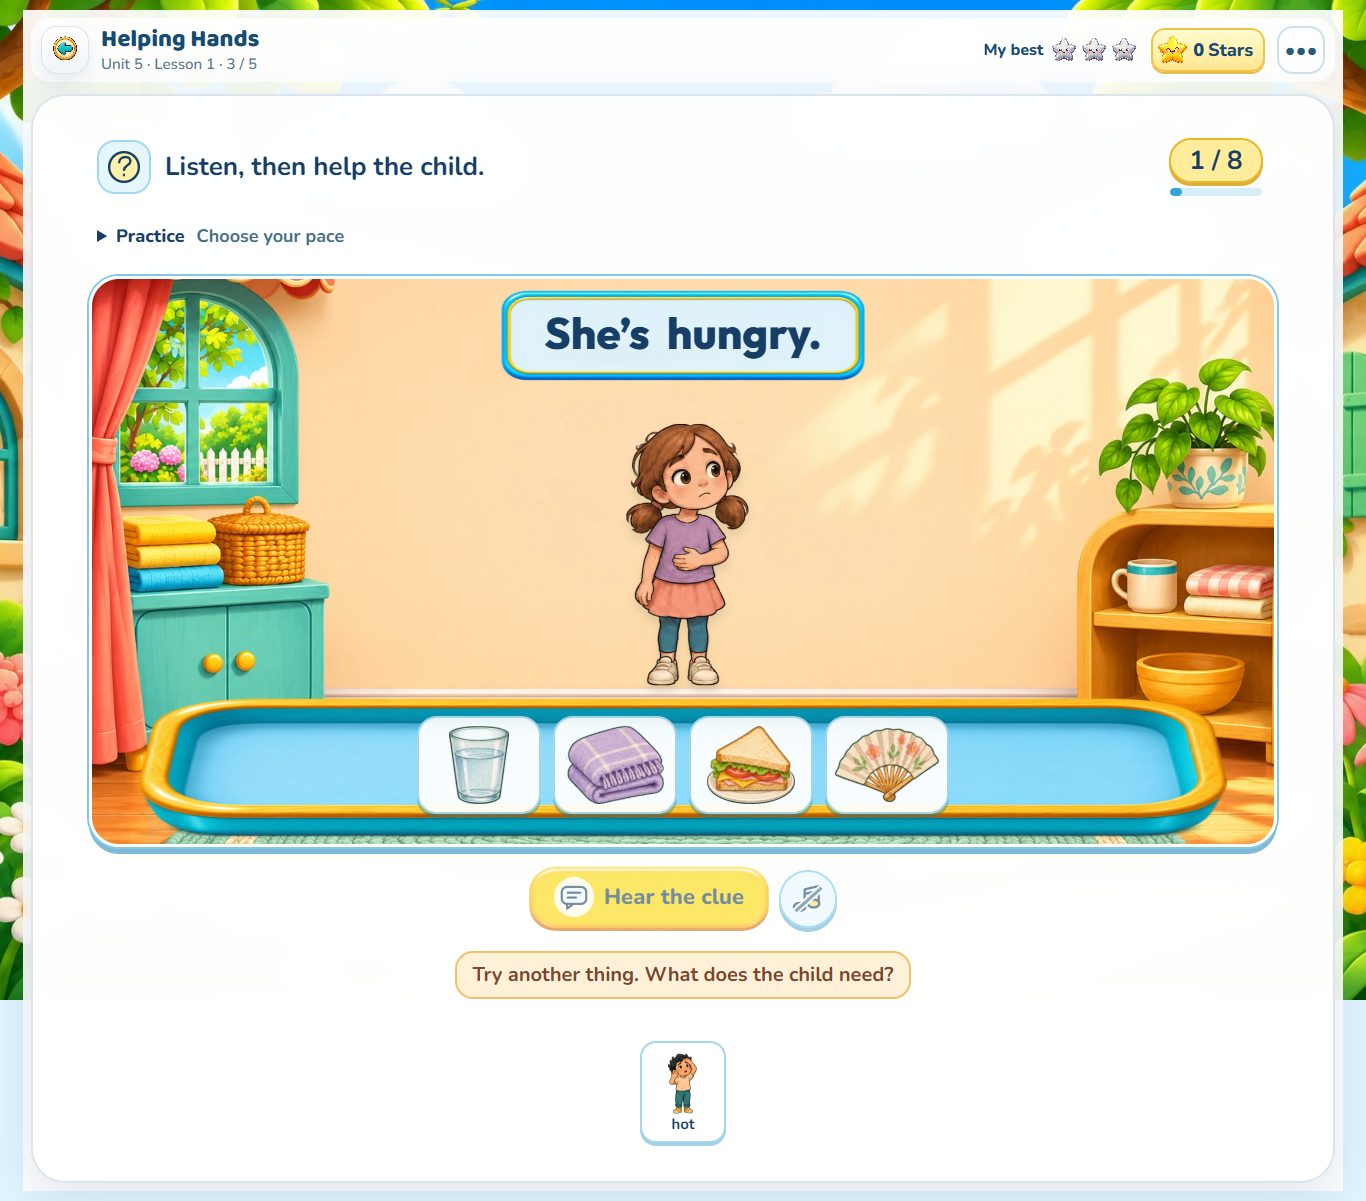 Helping Hands
Unit 5 · Lesson 1 · 3 / 5
My best
0 Stars
Listen, then help the child.
1 / 8
Practice Choose your pace
She's hungry.
Hear the clue
Try another thing. What does the child need?
hot